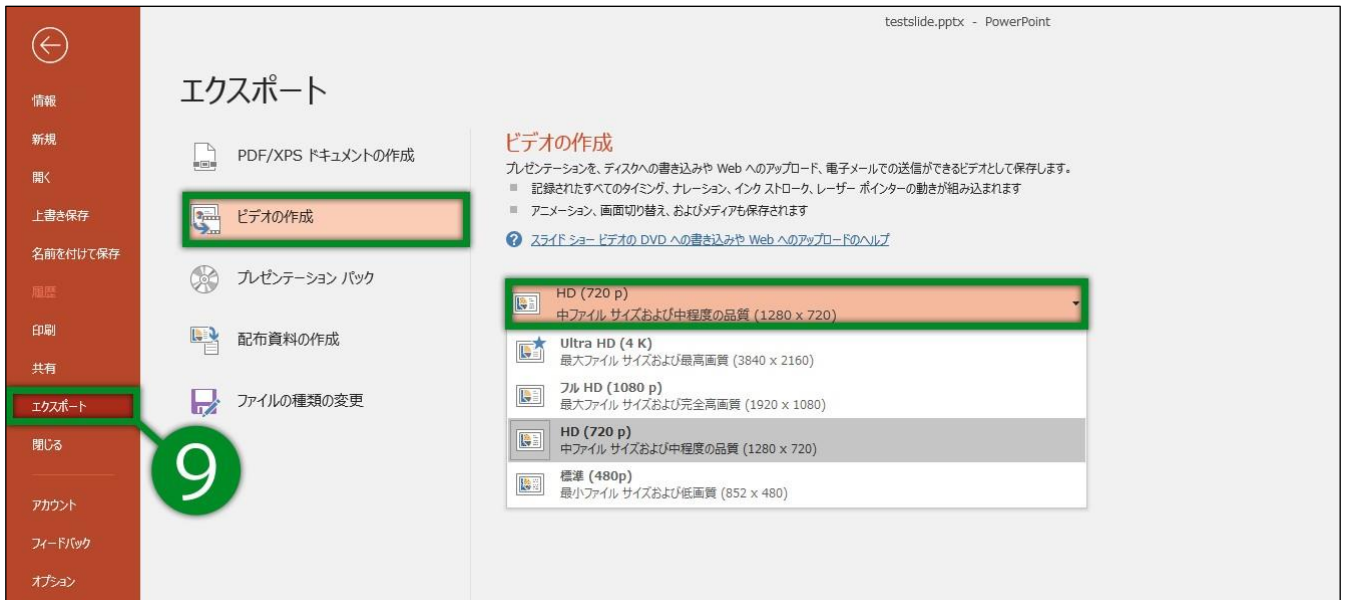 testslide.pptx - PowerPoint
情報
新規
開く
上書き保存
名前を付けて保存
履歴
印刷
共有
エクスポート
閉じる
アカウント
フィードバック
オプション
9
エクスポート
PDF/XPS ドキュメントの作成
ビデオの作成
プレゼンテーション パック
配布資料の作成
ファイルの種類の変更
ビデオの作成
プレゼンテーションを、ディスクへの書き込みや Web へのアップロード、電子メールでの送信ができるビデオとして保存します。
記録されたすべてのタイミング、ナレーション、インク ストローク、レーザー ポインターの動きが組み込まれます
アニメーション、画面切り替え、およびメディアも保存されます
スライド ショー ビデオの DVD への書き込みや Web へのアップロードのヘルプ
HD (720 p)
中ファイル サイズおよび中程度の品質 (1280 x 720)
Ultra HD (4 K)
最大ファイル サイズおよび最高画質 (3840 x 2160)
フル HD (1080 p)
最大ファイル サイズおよび完全高画質 (1920 x 1080)
HD (720 p)
中ファイル サイズおよび中程度の品質 (1280 x 720)
標準 (480p)
最小ファイル サイズおよび低画質 (852 x 480)